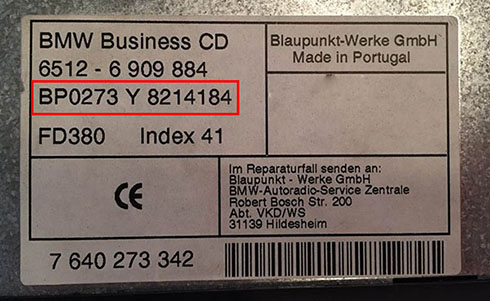 BMW Business CD
6512 - 6 909 884
BP0273 Y 8214184
FD380 Index 41
Blaupunkt-Werke GmbH
Made in Portugal
Im Reparaturfall senden an:
Blaupunkt - Werke GmbH
BMW-Autoradio-Service Zentrale
Robert Bosch Str. 200
Abt. VKD/WS
31139 Hildesheim
CE
7 640 273 342